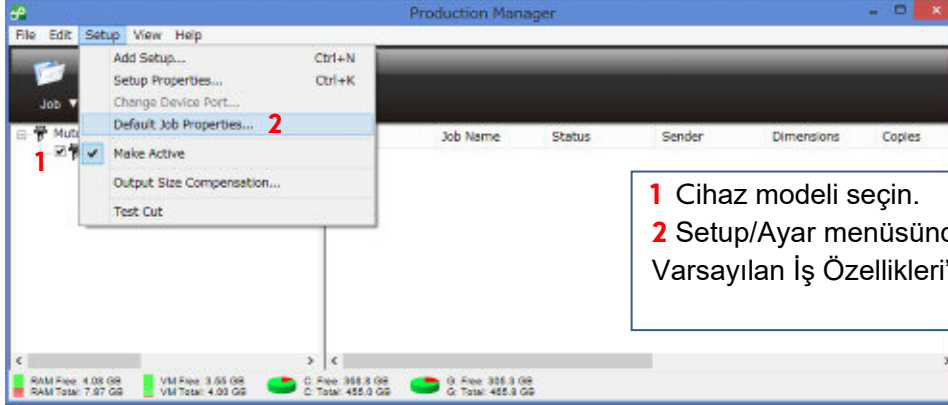 Production Manager
File Edit Setup View Help
Add Setup... Ctrl+N
Setup Properties... Ctrl+K
Change Device Port...
Default Job Properties... 2
Make Active
Output Size Compensation...
Test Cut
Job
1
Job Name Status Sender Dimensions Copies
1 Cihaz modeli seçin.
2 Setup/Ayar
Varsayılan İş Özellikleri"
RAM Free: 4.08 GB VM Free: 3.55 GB C: Free: 368.8 GB G: Free: 305.3 GB
RAM Total: 7.97 GB VM Total: 4.00 GB C: Total: 455.0 GB G: Total: 465.8 GB